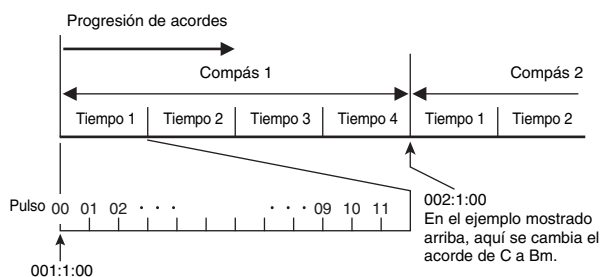 Progresión de acordes
Compás 1 Compás 2
Tiempo 1 Tiempo 2 Tiempo 3 Tiempo 4 Tiempo 1 Tiempo 2
Pulso 00 01 02 · · · · · · 09 10 11
001:1:00
002:1:00
En el ejemplo mostrado
arriba, aquí se cambia el
acorde de C a Bm.